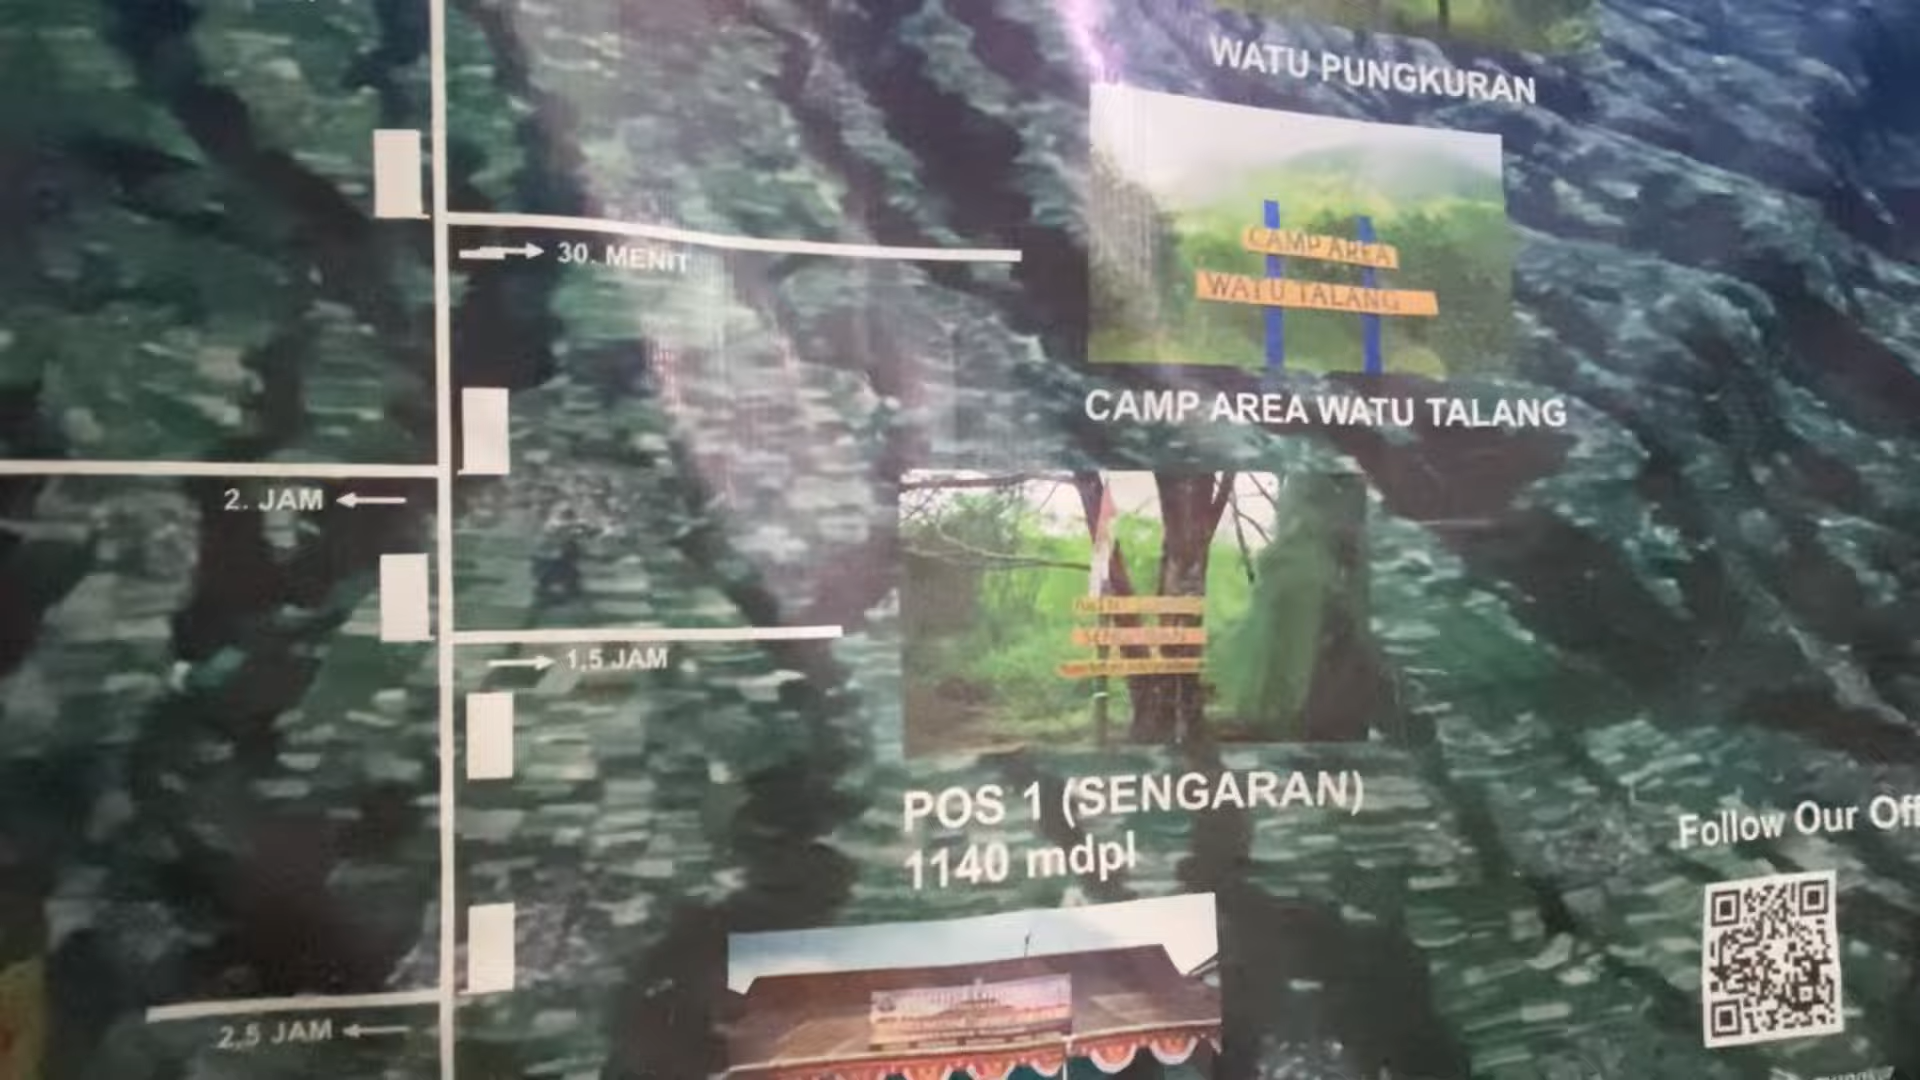 WATU PUNGKURAN
CAMP AREA
WATU TALANG
30. MENIT
CAMP AREA WATU TALANG
2. JAM
SENGARAN
1,5 JAM
POS 1 (SENGARAN)
1140 mdpl
Follow Our Off
2,5 JAM